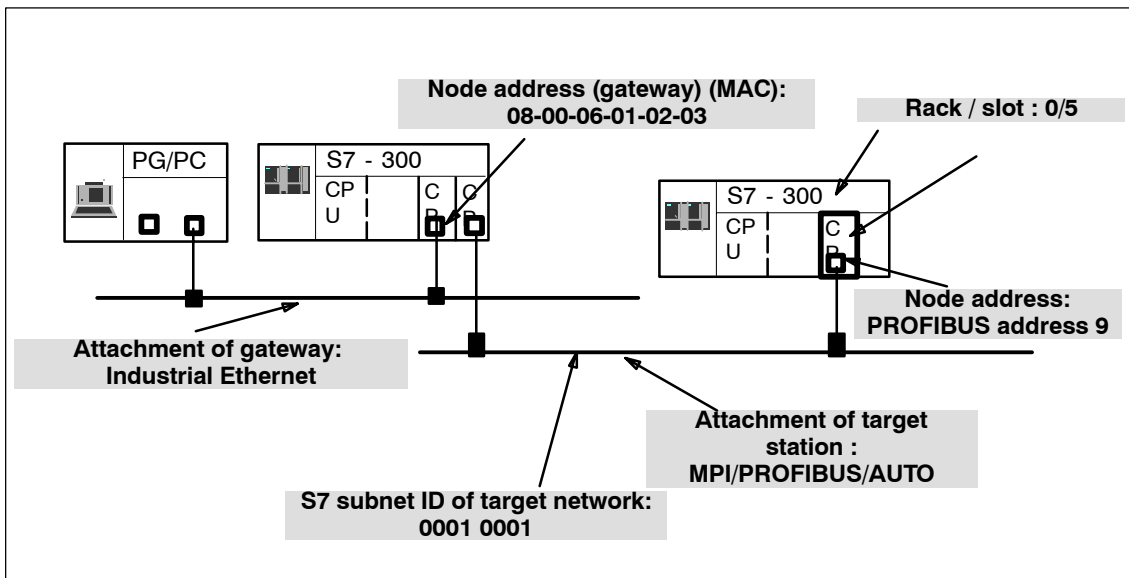 Node address (gateway) (MAC):
08-00-06-01-02-03
Rack / slot : 0/5
PG/PC
S7 - 300
CP
U
C
P
C
P
S7 - 300
CP
U
C
P
Node address:
PROFIBUS address 9
Attachment of gateway:
Industrial Ethernet
Attachment of target
station :
MPI/PROFIBUS/AUTO
S7 subnet ID of target network:
0001 0001